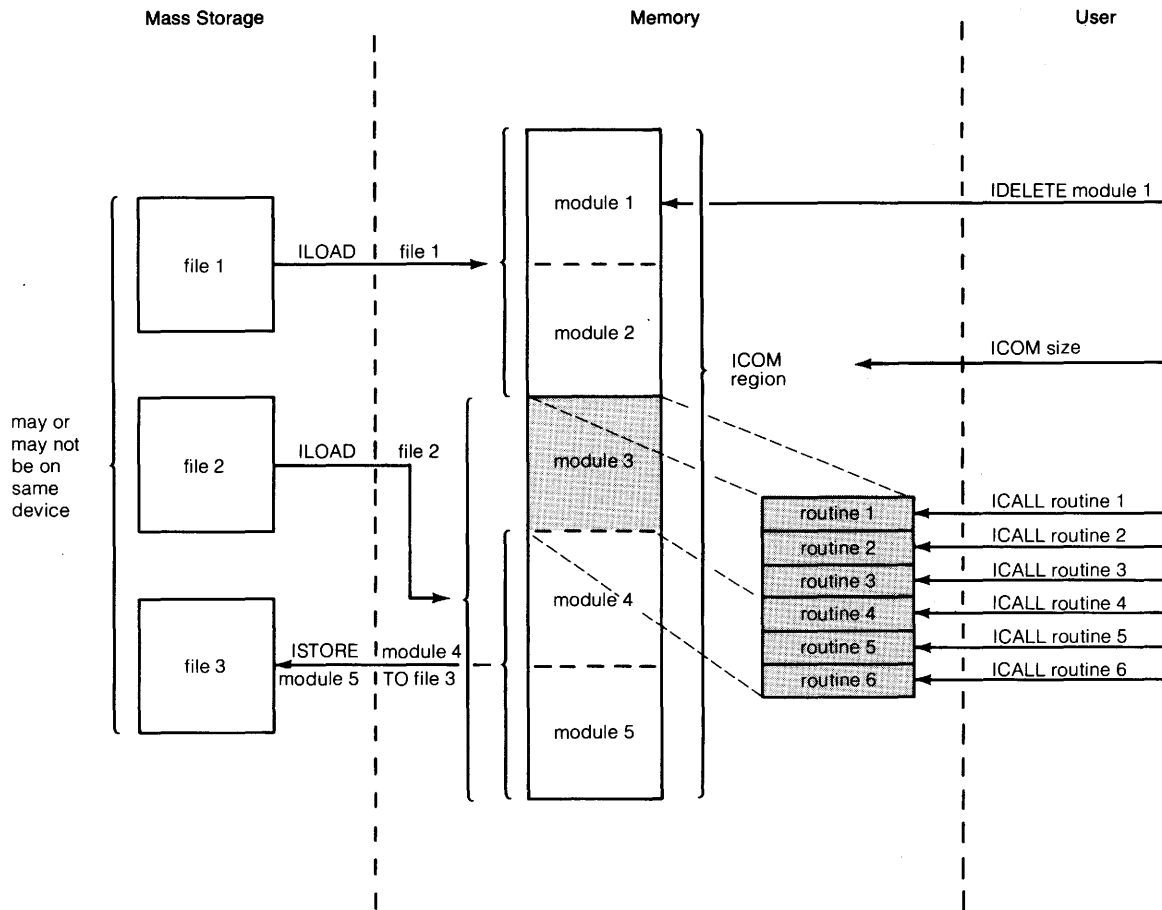 Mass Storage
Memory
User
module 1
IDELETE module 1
file 1
ILOAD file 1
module 2
ICOM size
ICOM
region
may or
may not
be on
same
device
file 2
ILOAD file 2
module 3
routine 1
routine 2
routine 3
routine 4
routine 5
routine 6
ICALL routine 1
ICALL routine 2
ICALL routine 3
ICALL routine 4
ICALL routine 5
ICALL routine 6
module 4
file 3
ISTORE module 4
module 5 TO file 3
module 5